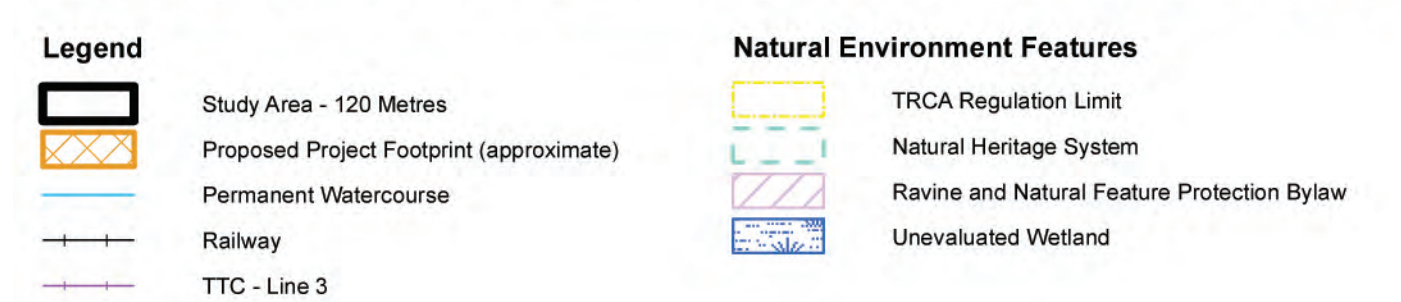 Legend
Study Area - 120 Metres
Proposed Project Footprint (approximate)
Permanent Watercourse
Railway
TTC - Line 3
Natural Environment Features
TRCA Regulation Limit
Natural Heritage System
Ravine and Natural Feature Protection Bylaw
Unevaluated Wetland